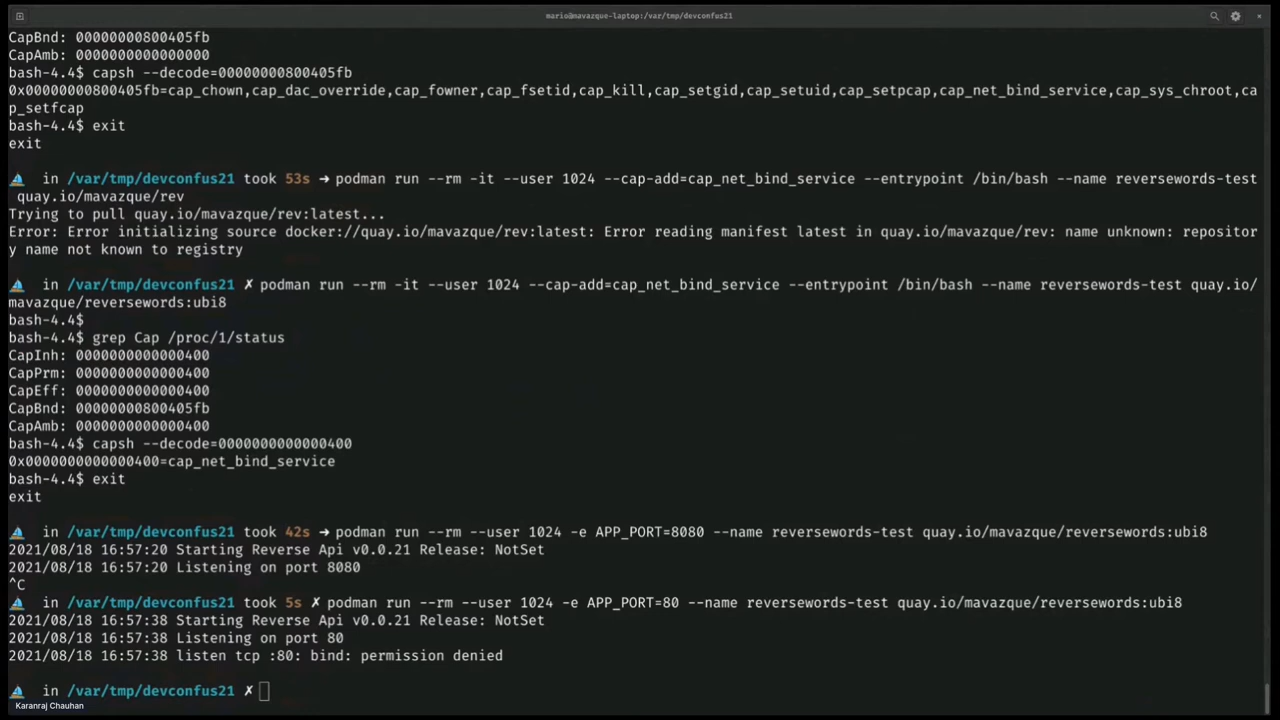 mario@mavazque-laptop:/var/tmp/devconfus21
CapBnd: 00000000800405fb
CapAmb: 0000000000000000
bash-4.4$ capsh --decode=00000000800405fb
0x00000000800405fb=cap_chown,cap_dac_override,cap_fowner,cap_fsetid,cap_kill,cap_setgid,cap_setuid,cap_setpcap,cap_net_bind_service,cap_sys_chroot,ca
p_setfcap
bash-4.4$ exit
exit
in /var/tmp/devconfus21 took 53s ➜ podman run --rm -it --user 1024 --cap-add=cap_net_bind_service --entrypoint /bin/bash --name reversewords-test
quay.io/mavazque/rev
Trying to pull quay.io/mavazque/rev:latest...
Error: Error initializing source docker://quay.io/mavazque/rev:latest: Error reading manifest latest in quay.io/mavazque/rev: name unknown: repositor
y name not known to registry
in /var/tmp/devconfus21 ✗ podman run --rm -it --user 1024 --cap-add=cap_net_bind_service --entrypoint /bin/bash --name reversewords-test quay.io/
mavazque/reversewords:ubi8
bash-4.4$
bash-4.4$ grep Cap /proc/1/status
CapInh: 0000000000000400
CapPrm: 0000000000000400
CapEff: 0000000000000400
CapBnd: 00000000800405fb
CapAmb: 0000000000000400
bash-4.4$ capsh --decode=0000000000000400
0x0000000000000400=cap_net_bind_service
bash-4.4$ exit
exit
in /var/tmp/devconfus21 took 42s ➜ podman run --rm --user 1024 -e APP_PORT=8080 --name reversewords-test quay.io/mavazque/reversewords:ubi8
2021/08/18 16:57:20 Starting Reverse Api v0.0.21 Release: NotSet
2021/08/18 16:57:20 Listening on port 8080
^C
in /var/tmp/devconfus21 took 5s ✗ podman run --rm --user 1024 -e APP_PORT=80 --name reversewords-test quay.io/mavazque/reversewords:ubi8
2021/08/18 16:57:38 Starting Reverse Api v0.0.21 Release: NotSet
2021/08/18 16:57:38 Listening on port 80
2021/08/18 16:57:38 listen tcp :80: bind: permission denied
in /var/tmp/devconfus21 ✗
Karanraj Chauhan